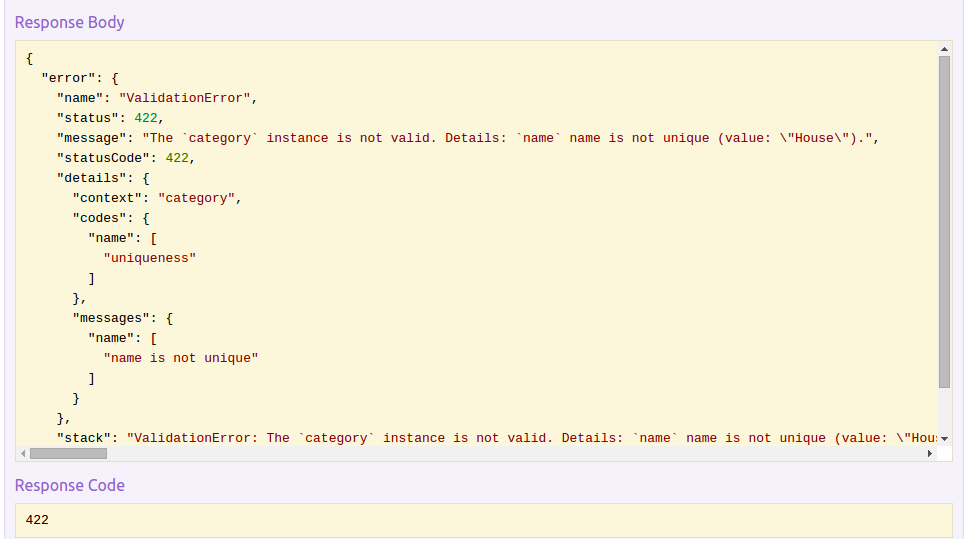 Response Body
{
  "error": {
    "name": "ValidationError",
    "status": 422,
    "message": "The `category` instance is not valid. Details: `name` name is not unique (value: \"House\").",
    "statusCode": 422,
    "details": {
      "context": "category",
      "codes": {
        "name": [
          "uniqueness"
        ]
      },
      "messages": {
        "name": [
          "name is not unique"
        ]
      }
    },
    "stack": "ValidationError: The `category` instance is not valid. Details: `name` name is not unique (value: \"Hous
Response Code
422